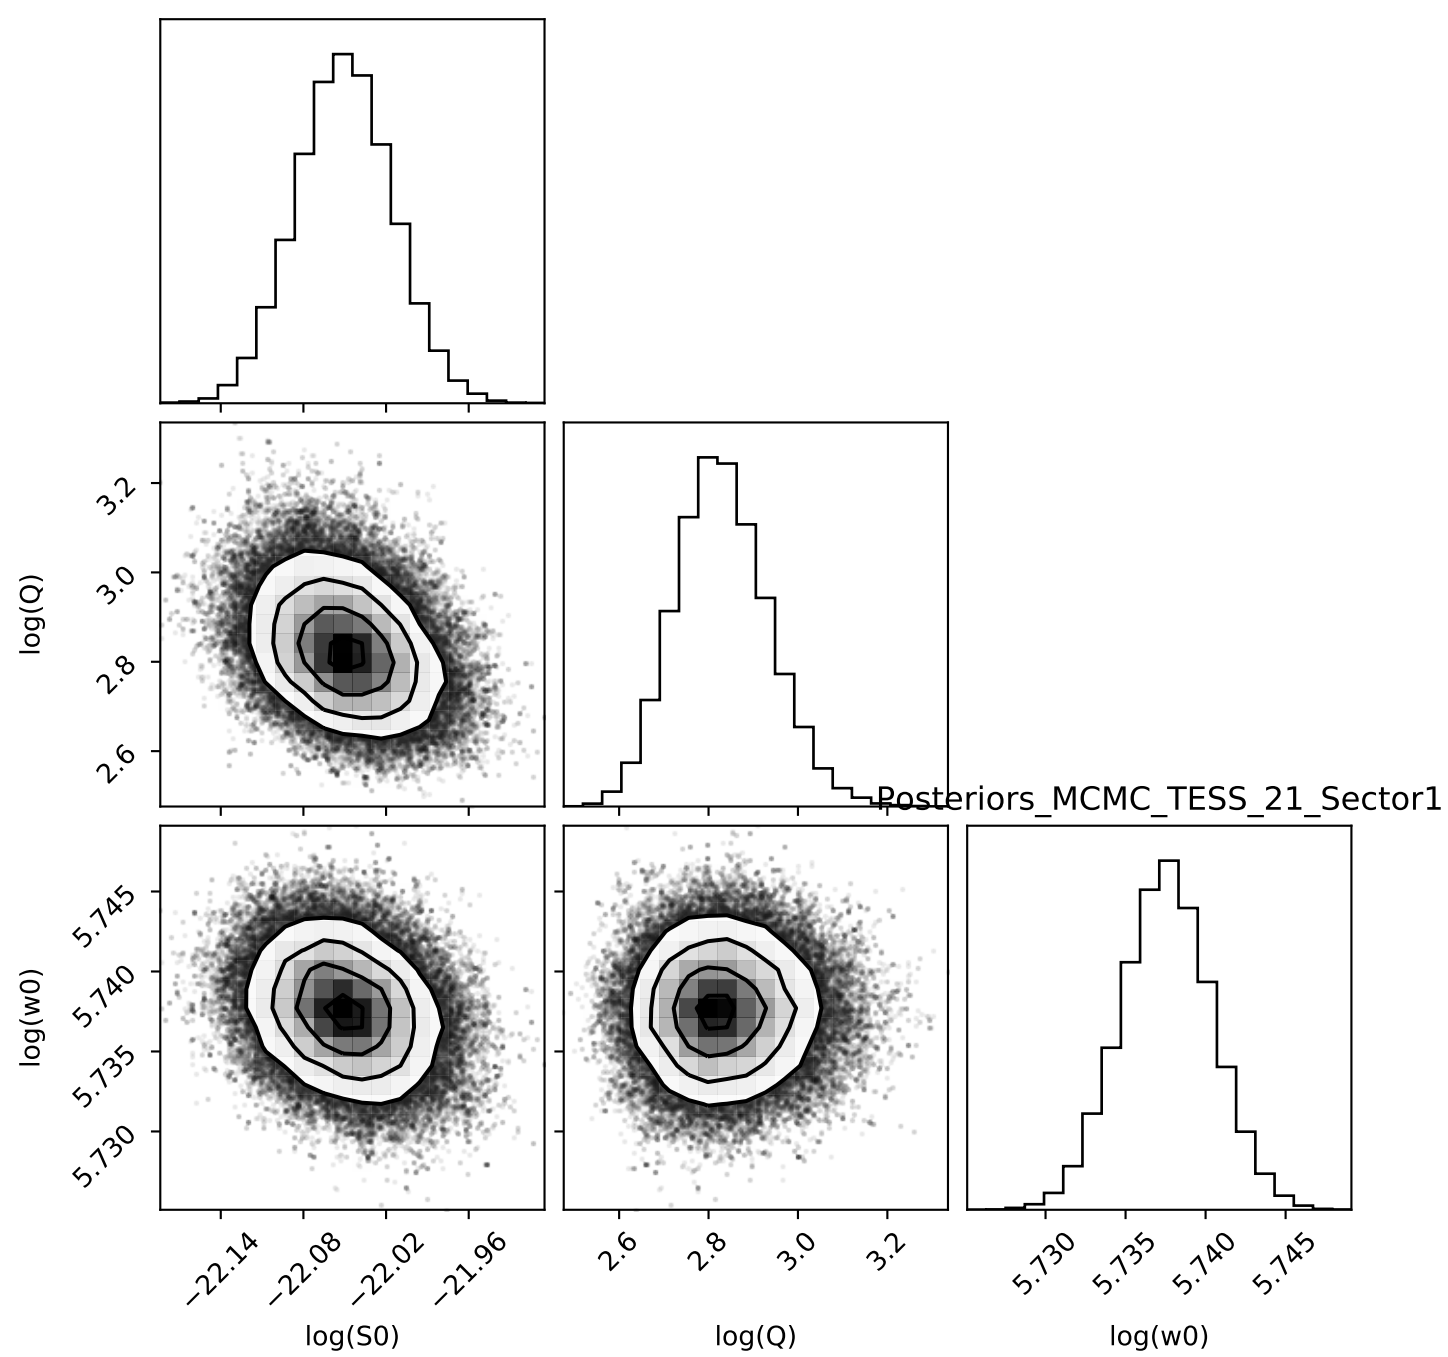 3.2
3.0
2.8
2.6
log(Q)
Posteriors_MCMC_TESS_21_Sector1
5.745
5.740
5.735
5.730
log(w0)
−22.14 −22.08 −22.02 −21.96
log(S0)
2.6 2.8 3.0 3.2
log(Q)
5.730 5.735 5.740 5.745
log(w0)